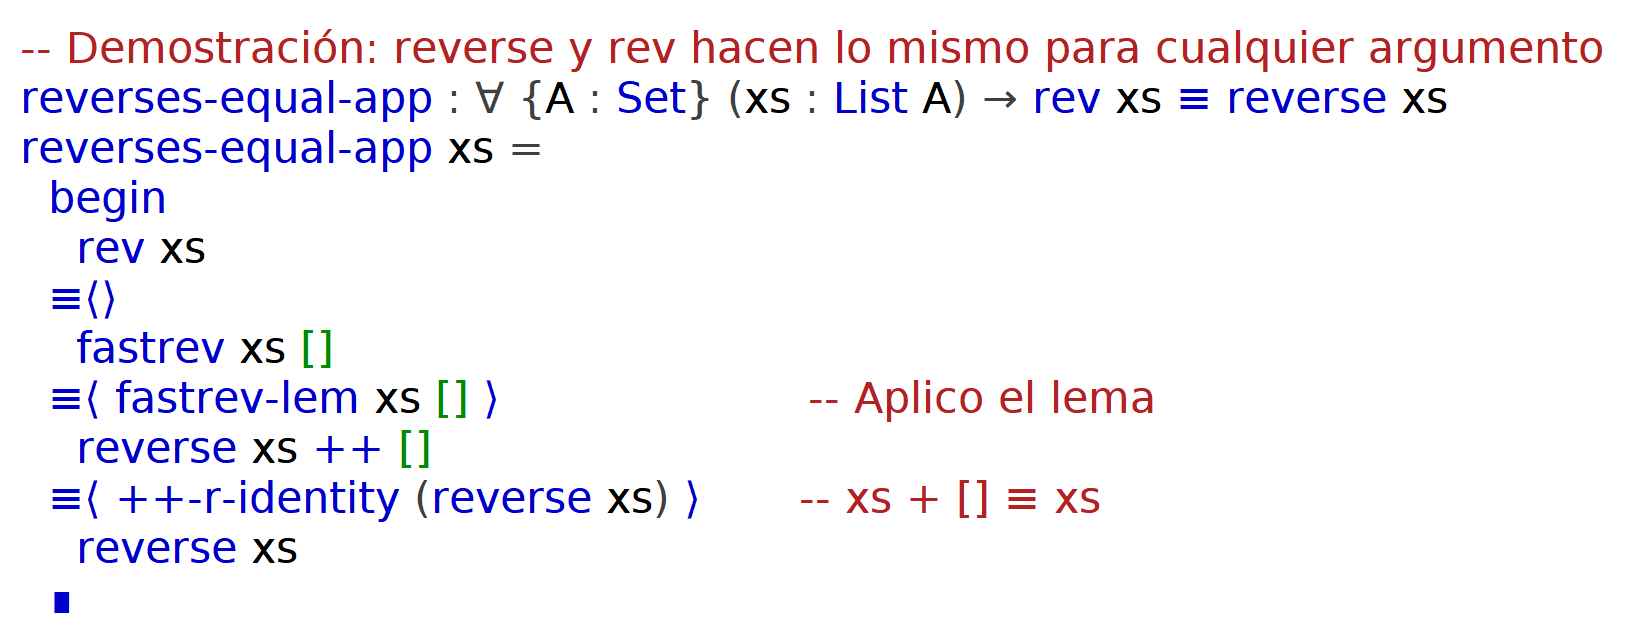 -- Demostración: reverse y rev hacen lo mismo para cualquier argumento
reverses-equal-app : ∀ {A : Set} (xs : List A) → rev xs ≡ reverse xs
reverses-equal-app xs =
begin
rev xs
≡⟨⟩
fastrev xs []
≡⟨ fastrev-lem xs [] ⟩ -- Aplico el lema
reverse xs ++ []
≡⟨ ++-r-identity (reverse xs) ⟩ -- xs + [] ≡ xs
reverse xs
∎